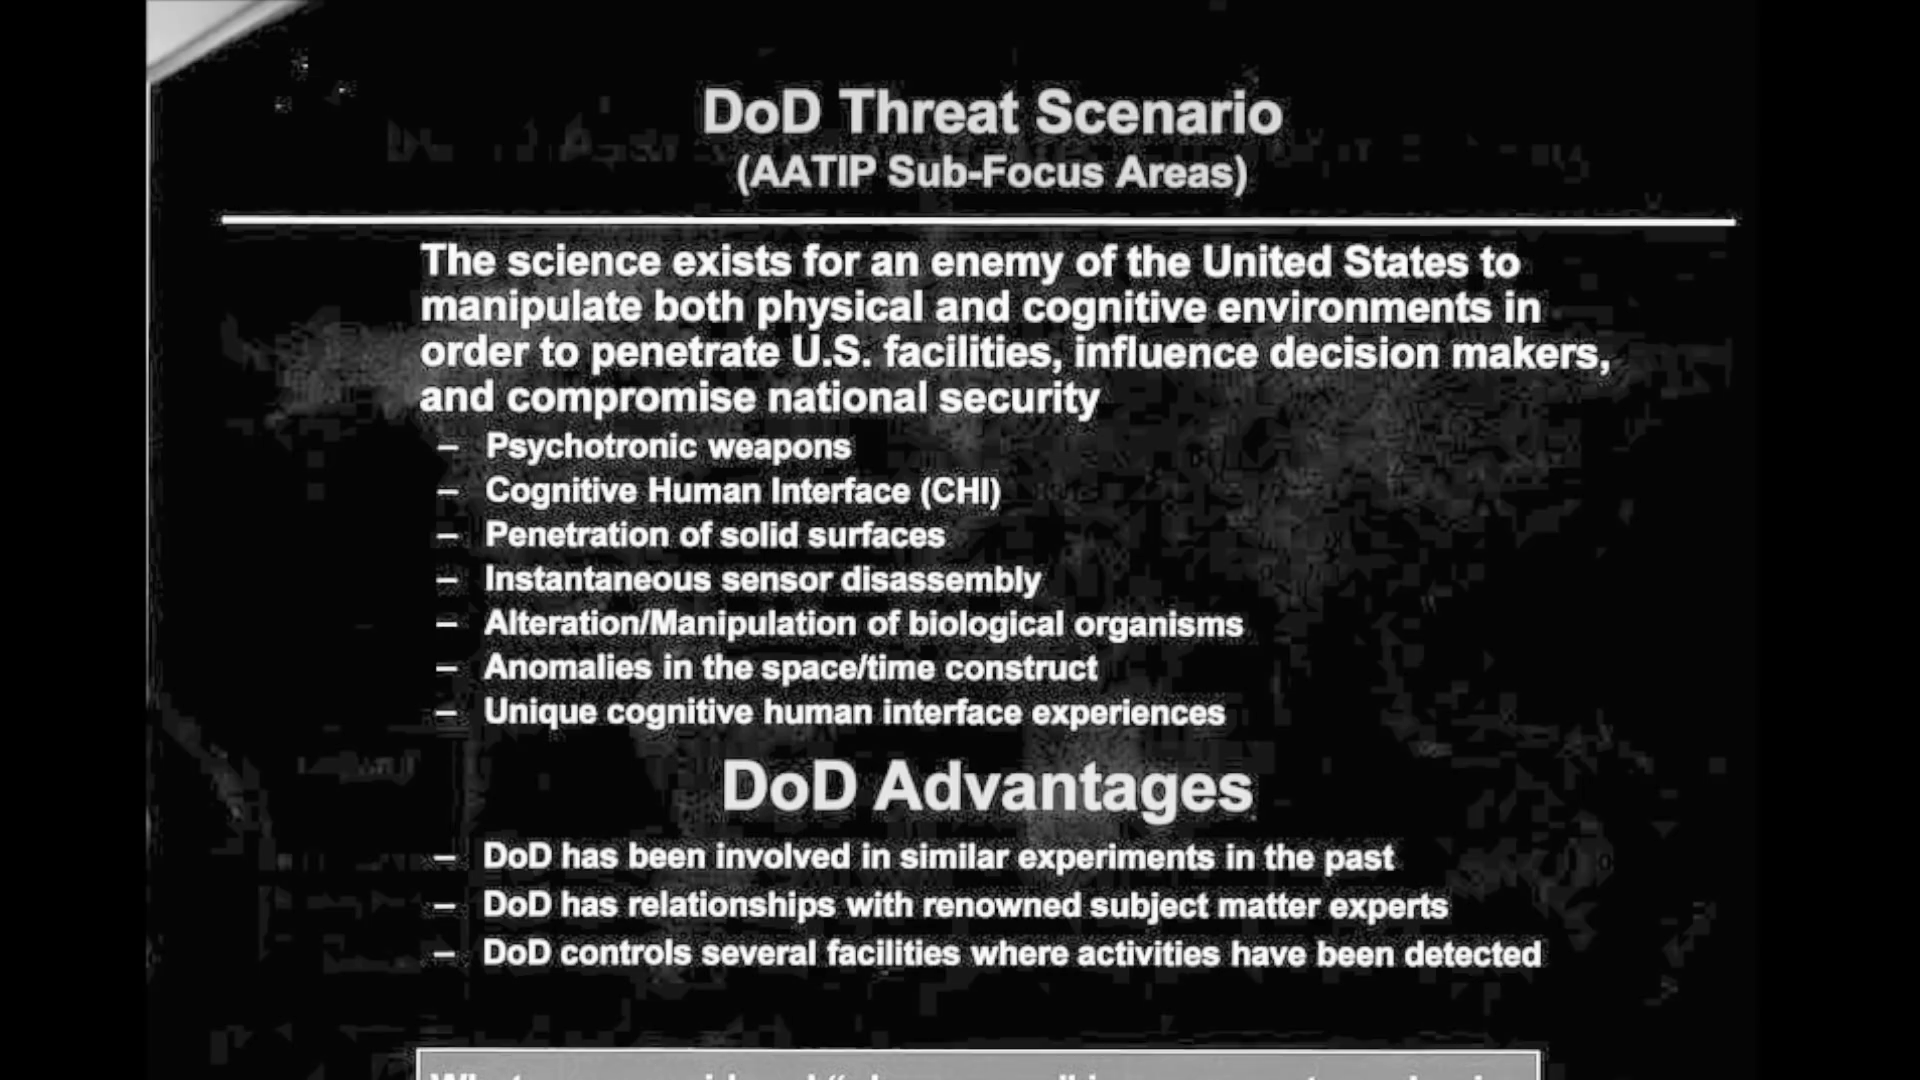 DoD Threat Scenario
(AATIP Sub-Focus Areas)
The science exists for an enemy of the United States to
manipulate both physical and cognitive environments in
order to penetrate U.S. facilities, influence decision makers,
and compromise national security
– Psychotronic weapons
– Cognitive Human Interface (CHI)
– Penetration of solid surfaces
– Instantaneous sensor disassembly
– Alteration/Manipulation of biological organisms
– Anomalies in the space/time construct
– Unique cognitive human interface experiences
DoD Advantages
– DoD has been involved in similar experiments in the past
– DoD has relationships with renowned subject matter experts
– DoD controls several facilities where activities have been detected